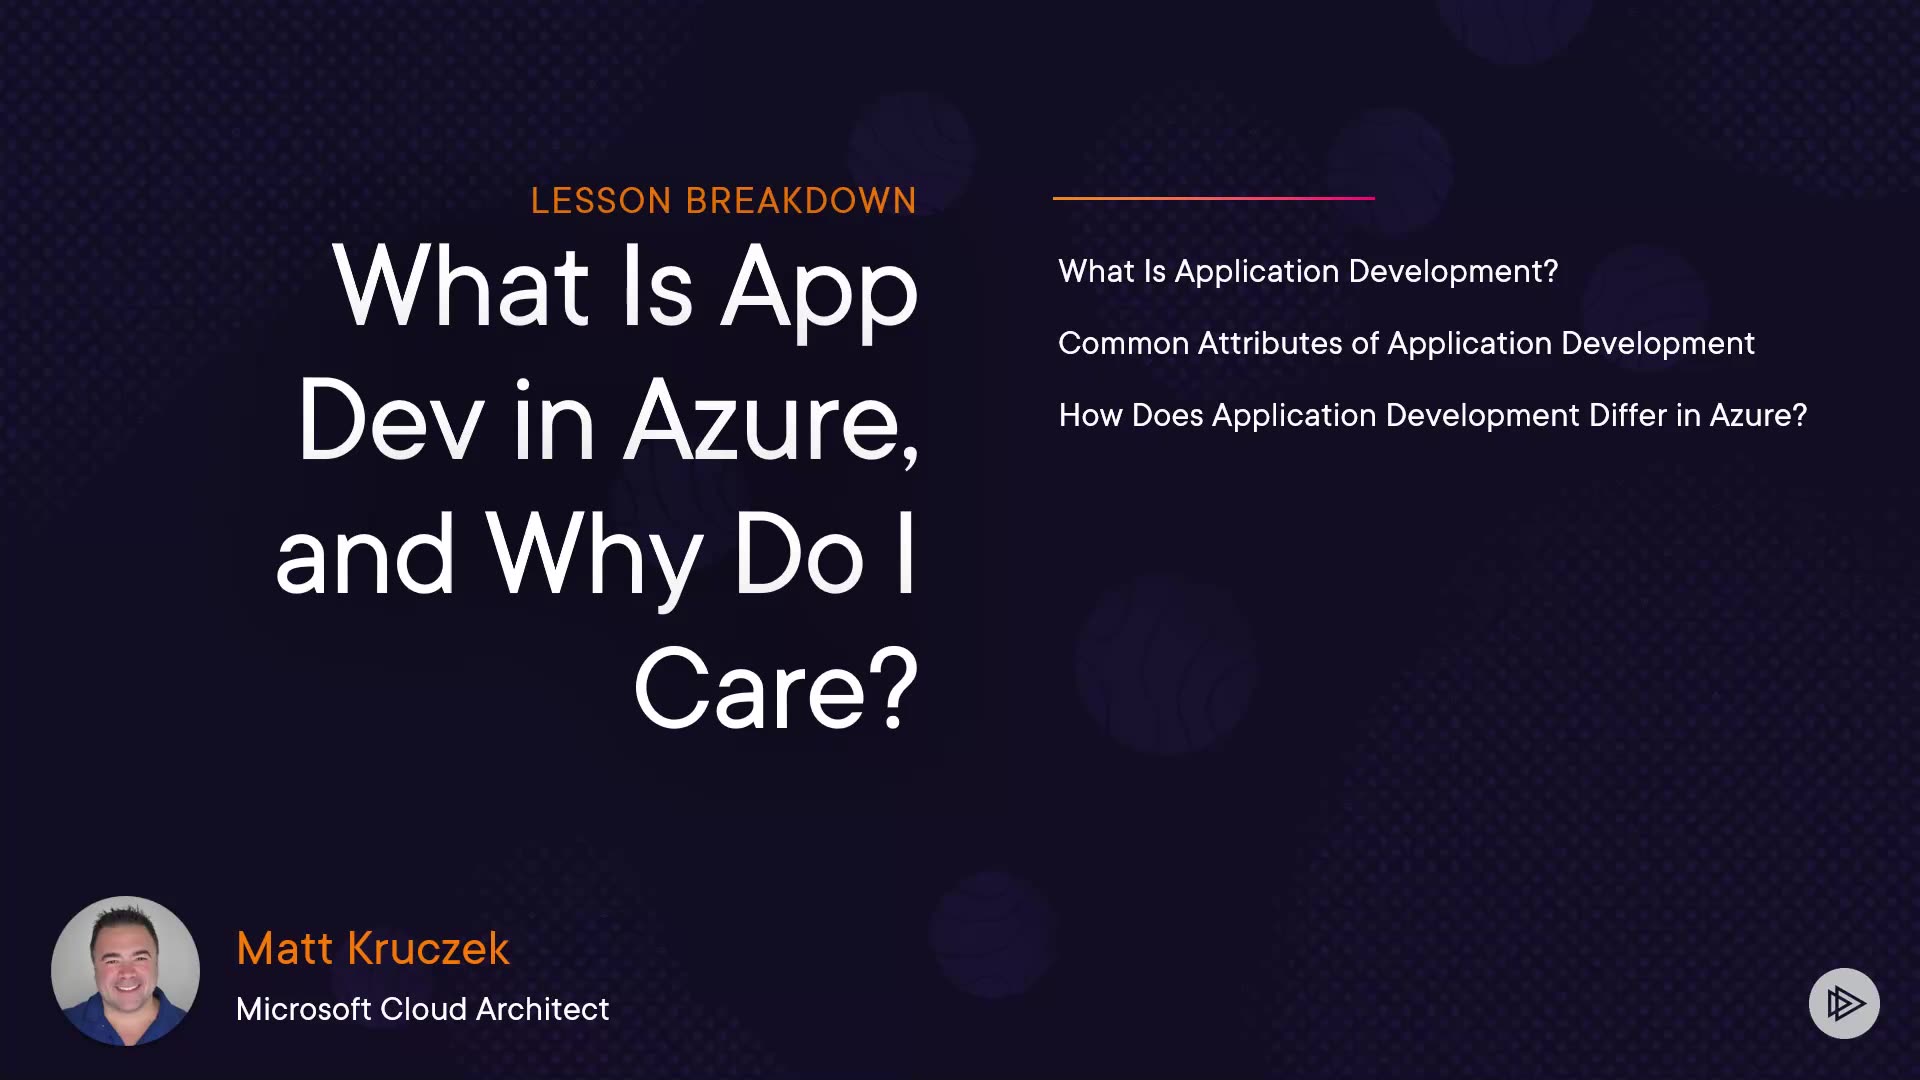 LESSON BREAKDOWN
What Is App
Dev in Azure,
and Why Do I
Care?
What Is Application Development?
Common Attributes of Application Development
How Does Application Development Differ in Azure?
Matt Kruczek
Microsoft Cloud Architect